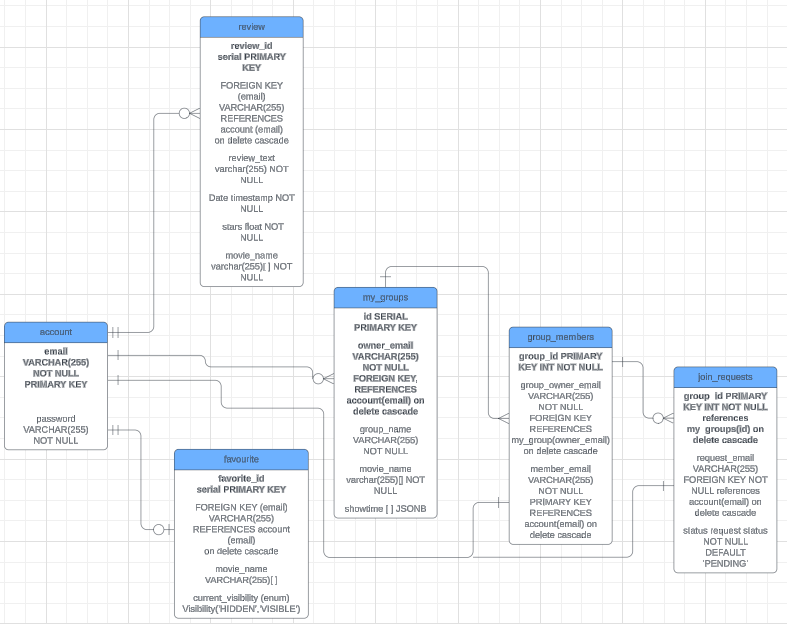 review
review_id
serial PRIMARY
KEY
FOREIGN KEY
(email)
VARCHAR(255)
REFERENCES
account (email)
on delete cascade
review_text
varchar(255) NOT
NULL
Date timestamp NOT
NULL
stars float NOT
NULL
movie_name
varchar(255)[ ] NOT
NULL
account
email
VARCHAR(255)
NOT NULL
PRIMARY KEY
password
VARCHAR(255)
NOT NULL
favourite
favorite_id
serial PRIMARY KEY
FOREIGN KEY (email)
VARCHAR(255)
REFERENCES account
(email)
on delete cascade
movie_name
VARCHAR(255)[ ]
current_visibility (enum)
Visibility('HIDDEN','VISIBLE')
my_groups
id SERIAL
PRIMARY KEY
owner_email
VARCHAR(255)
NOT NULL
FOREIGN KEY,
REFERENCES
account(email) on
delete cascade
group_name
VARCHAR(255)
NOT NULL
movie_name
varchar(255)[] NOT
NULL
showtime [ ] JSONB
group_members
group_id PRIMARY
KEY INT NOT NULL
group_owner_email
VARCHAR(255)
NOT NULL
FOREIGN KEY
REFERENCES
my_group(owner_email)
on delete cascade
member_email
VARCHAR(255)
NOT NULL
PRIMARY KEY
REFERENCES
account(email) on
delete cascade
join_requests
group_id PRIMARY
KEY INT NOT NULL
references
my_groups(id) on
delete cascade
request_email
VARCHAR(255)
FOREIGN KEY NOT
NULL references
account(email) on
delete cascade
status request status
NOT NULL
DEFAULT
'PENDING'